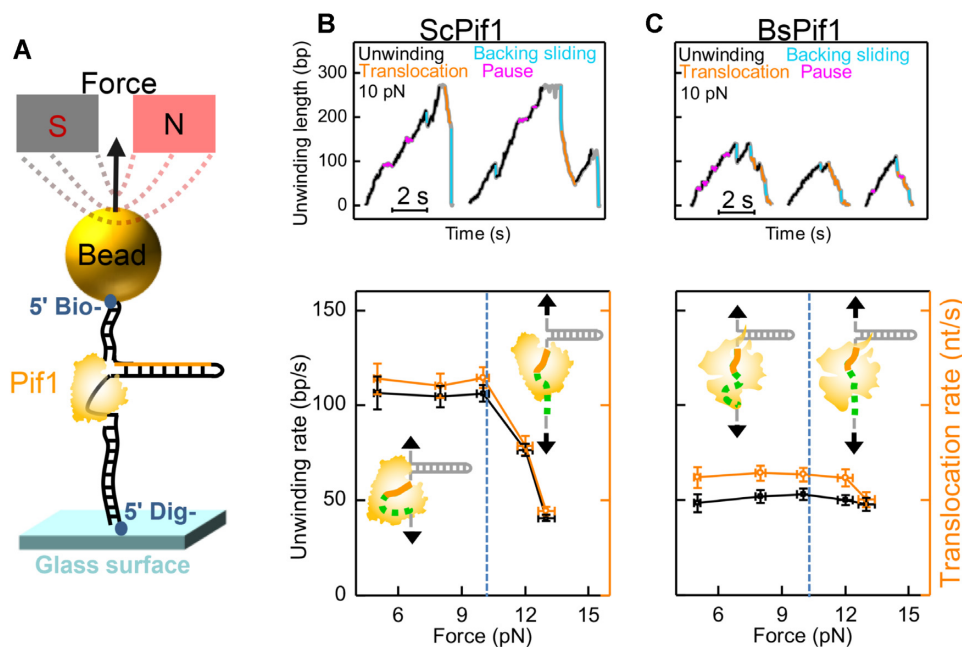 A
Force
S
N
Bead
5' Bio-
Pif1
5' Dig-
Glass surface
B
ScPif1
Unwinding length (bp)
300
200
100
0
Unwinding
Backing sliding
Translocation
Pause
10 pN
2 s
Time (s)
Unwinding rate (bp/s)
150
100
50
0
6
9
12
15
Force (pN)
C
BsPif1
Unwinding
Backing sliding
Translocation
Pause
10 pN
2 s
Time (s)
6
9
12
15
Force (pN)
Translocation rate (nt/s)